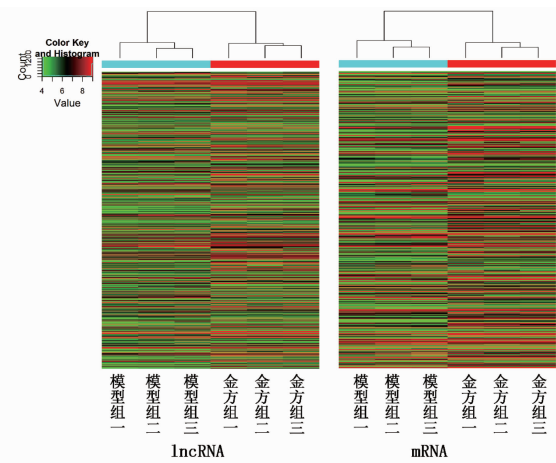 Color Key
and Histogram
Count
0 120
4 6 8
Value
模型组一 模型组二 模型组三 金方组一 金方组二 金方组三
模型组一 模型组二 模型组三 金方组一 金方组二 金方组三
lncRNA
mRNA